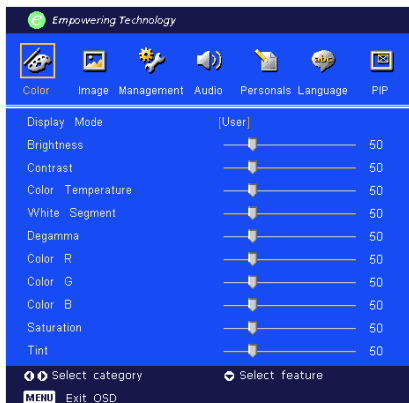 Empowering Technology
Color Image Management Audio Personals Language PIP
Display Mode [User]
Brightness 50
Contrast 50
Color Temperature 50
White Segment 50
Degamma 50
Color R 50
Color G 50
Color B 50
Saturation 50
Tint 50
Select category Select feature
MENU Exit OSD